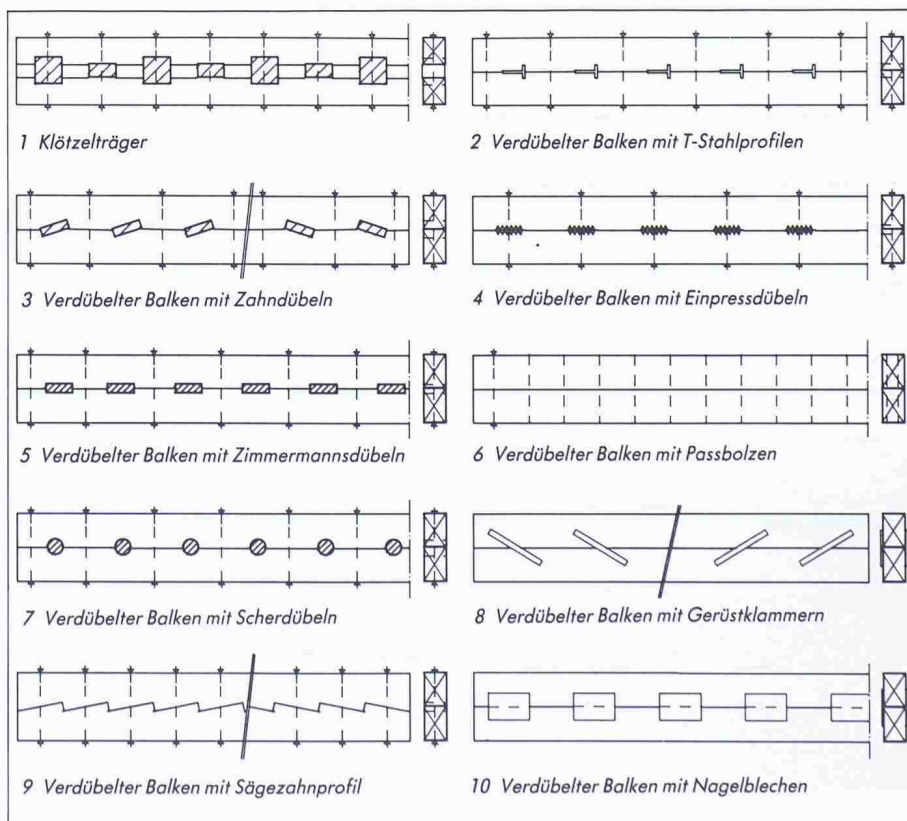 1 Klötzelträger
2 Verdübelter Balken mit T-Stahlprofilen
3 Verdübelter Balken mit Zahndübeln
4 Verdübelter Balken mit Einpressdübeln
5 Verdübelter Balken mit Zimmermannsdübeln
6 Verdübelter Balken mit Passbolzen
7 Verdübelter Balken mit Scherdübeln
8 Verdübelter Balken mit Gerüstklammern
9 Verdübelter Balken mit Sägezahnprofil
10 Verdübelter Balken mit Nagelblechen